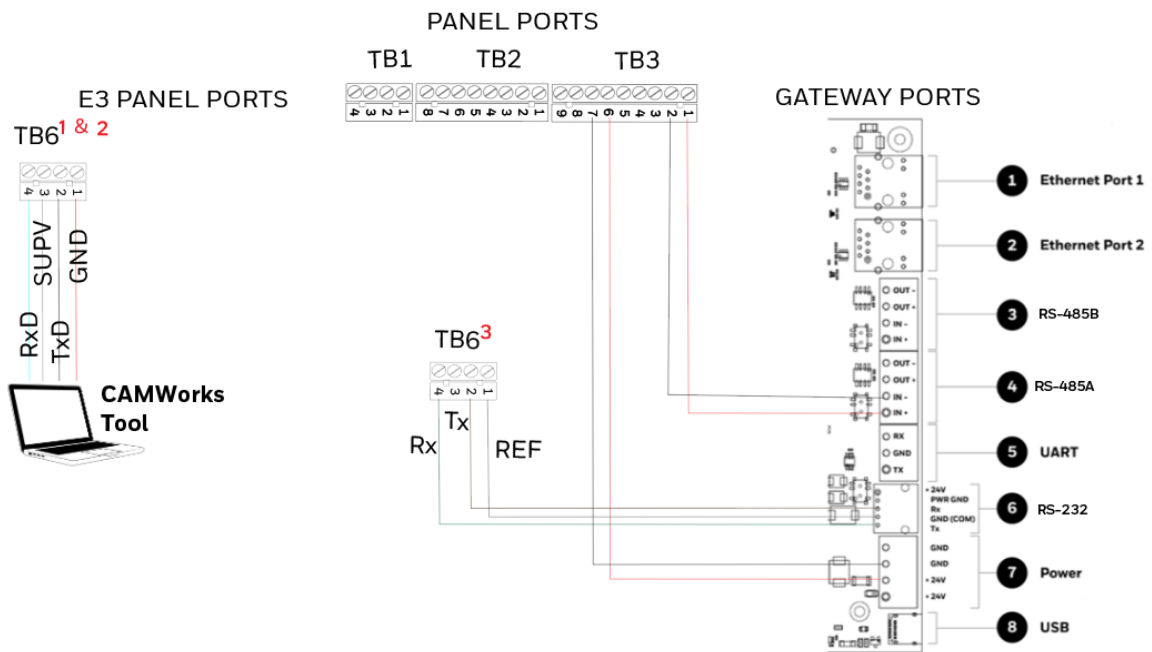 PANEL PORTS
TB1 TB2 TB3
4 3 2 1 8 7 6 5 4 3 2 1 9 8 7 6 5 4 3 2 1
E3 PANEL PORTS
TB6 1 & 2
4 3 2 1
RxD SUPV TxD GND
CAMWorks
Tool
TB6 3
4 3 2 1
Rx Tx REF
GATEWAY PORTS
1 Ethernet Port 1
2 Ethernet Port 2
OUT -
OUT +
IN -
IN +
3 RS-485B
OUT -
OUT +
IN -
IN +
4 RS-485A
RX
GND
TX
5 UART
+ 24V
PWR GND
Rx
GND (COM)
Tx
6 RS-232
GND
GND
+ 24V
+ 24V
7 Power
8 USB